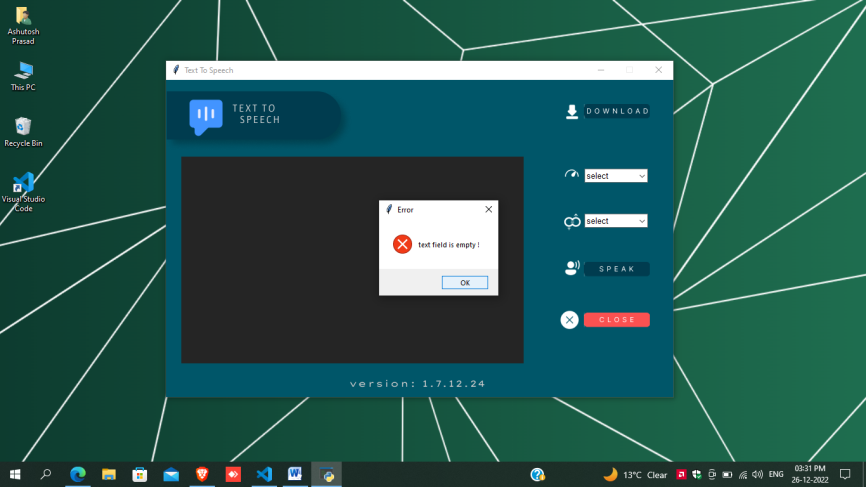 Ashutosh
Prasad
This PC
Recycle Bin
Visual Studio
Code
Text To Speech
TEXT TO
SPEECH
DOWNLOAD
select
select
SPEAK
CLOSE
Error
text field is empty !
OK
version: 1.7.12.24
13°C Clear
ENG
03:31 PM
26-12-2022